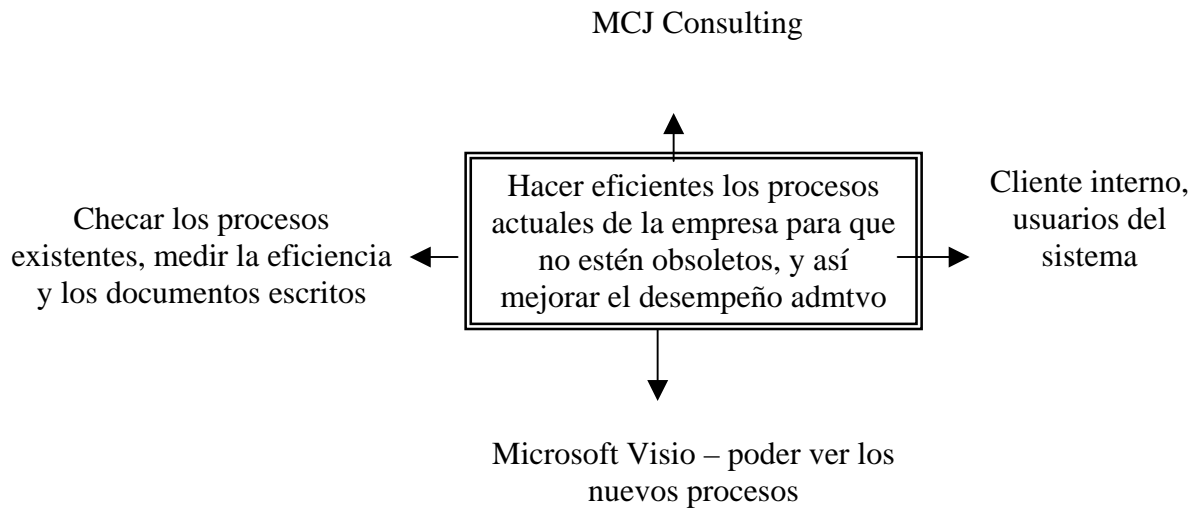 MCJ Consulting
Hacer eficientes los procesos
actuales de la empresa para que
no estén obsoletos, y así
mejorar el desempeño admtvo
Checar los procesos
existentes, medir la eficiencia
y los documentos escritos
Cliente interno,
usuarios del
sistema
Microsoft Visio – poder ver los
nuevos procesos